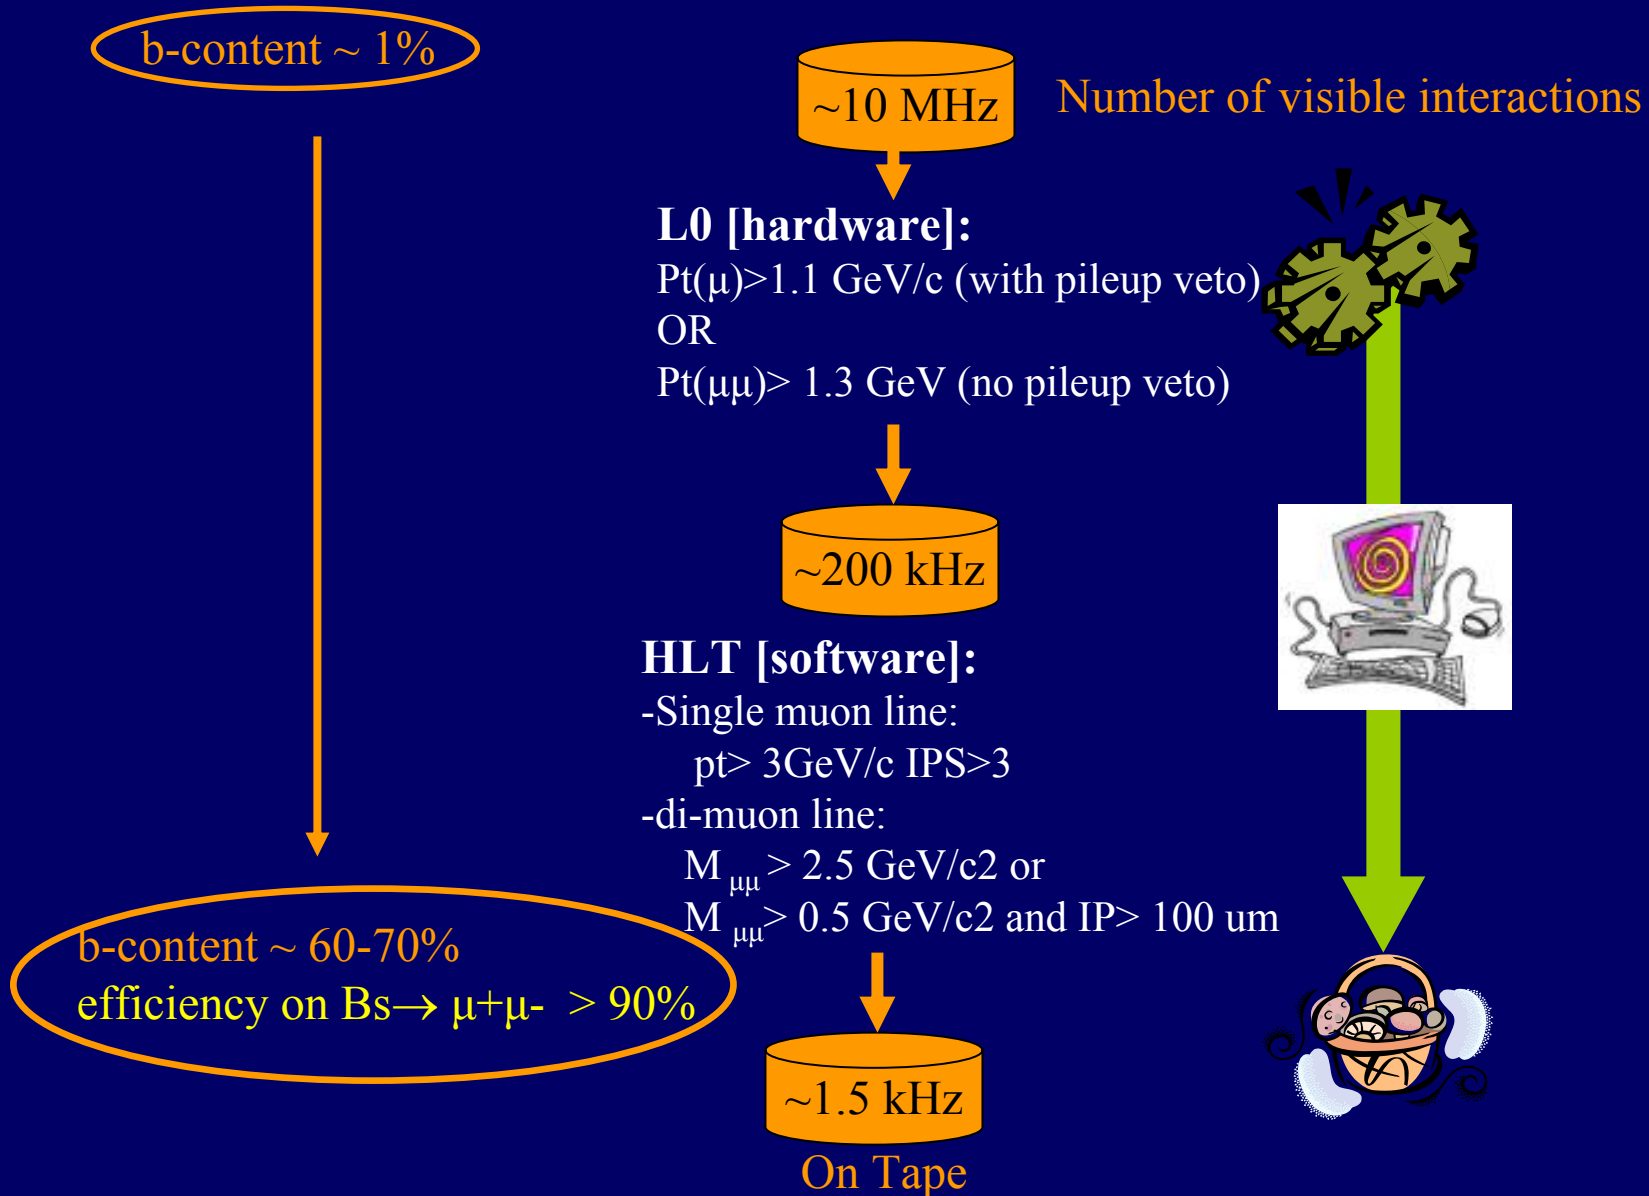 b-content ~ 1%
~10 MHz
Number of visible interactions
L0 [hardware]:
Pt(μ)>1.1 GeV/c (with pileup veto)
OR
Pt(μμ)> 1.3 GeV (no pileup veto)
~200 kHz
HLT [software]:
-Single muon line:
pt> 3GeV/c IPS>3
-di-muon line:
M μμ > 2.5 GeV/c2 or
M μμ> 0.5 GeV/c2 and IP> 100 um
b-content ~ 60-70%
efficiency on Bs→ μ+μ- > 90%
~1.5 kHz
On Tape